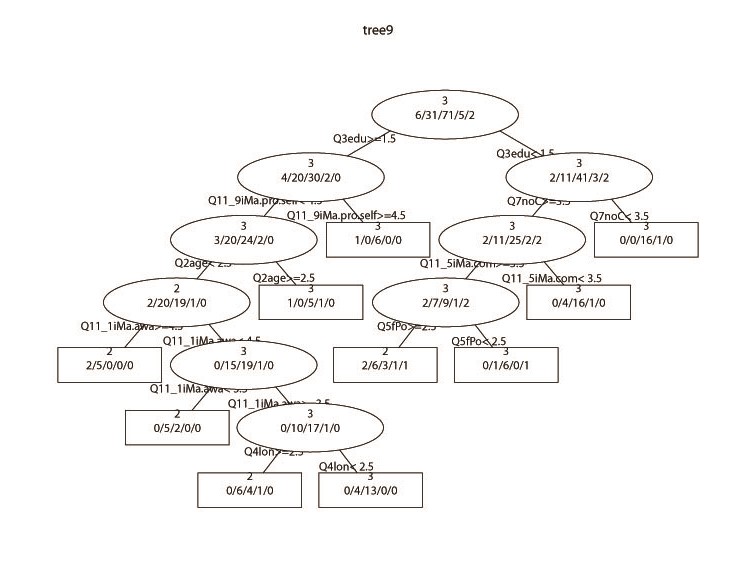 tree9
3
6/31/71/5/2
Q3edu>=1.5
Q3edu< 1.5
3
4/20/30/2/0
3
2/11/41/3/2
Q11_9iMa.pro.self< 4.5
Q11_9iMa.pro.self>=4.5
Q7noC>=3.5
Q7noC< 3.5
3
3/20/24/2/0
3
1/0/6/0/0
3
2/11/25/2/2
3
0/0/16/1/0
Q2age< 2.5
Q2age>=2.5
Q11_5iMa.com>=3.5
Q11_5iMa.com< 3.5
2
2/20/19/1/0
3
1/0/5/1/0
3
2/7/9/1/2
3
0/4/16/1/0
Q11_1iMa.awa>=4.5
Q11_1iMa.awa< 4.5
Q5fPo>=2.5
Q5fPo< 2.5
2
2/5/0/0/0
3
0/15/19/1/0
2
2/6/3/1/1
3
0/1/6/0/1
Q11_1iMa.awa< 3.5
Q11_1iMa.awa>=3.5
2
0/5/2/0/0
3
0/10/17/1/0
Q4lon>=2.5
Q4lon< 2.5
2
0/6/4/1/0
3
0/4/13/0/0